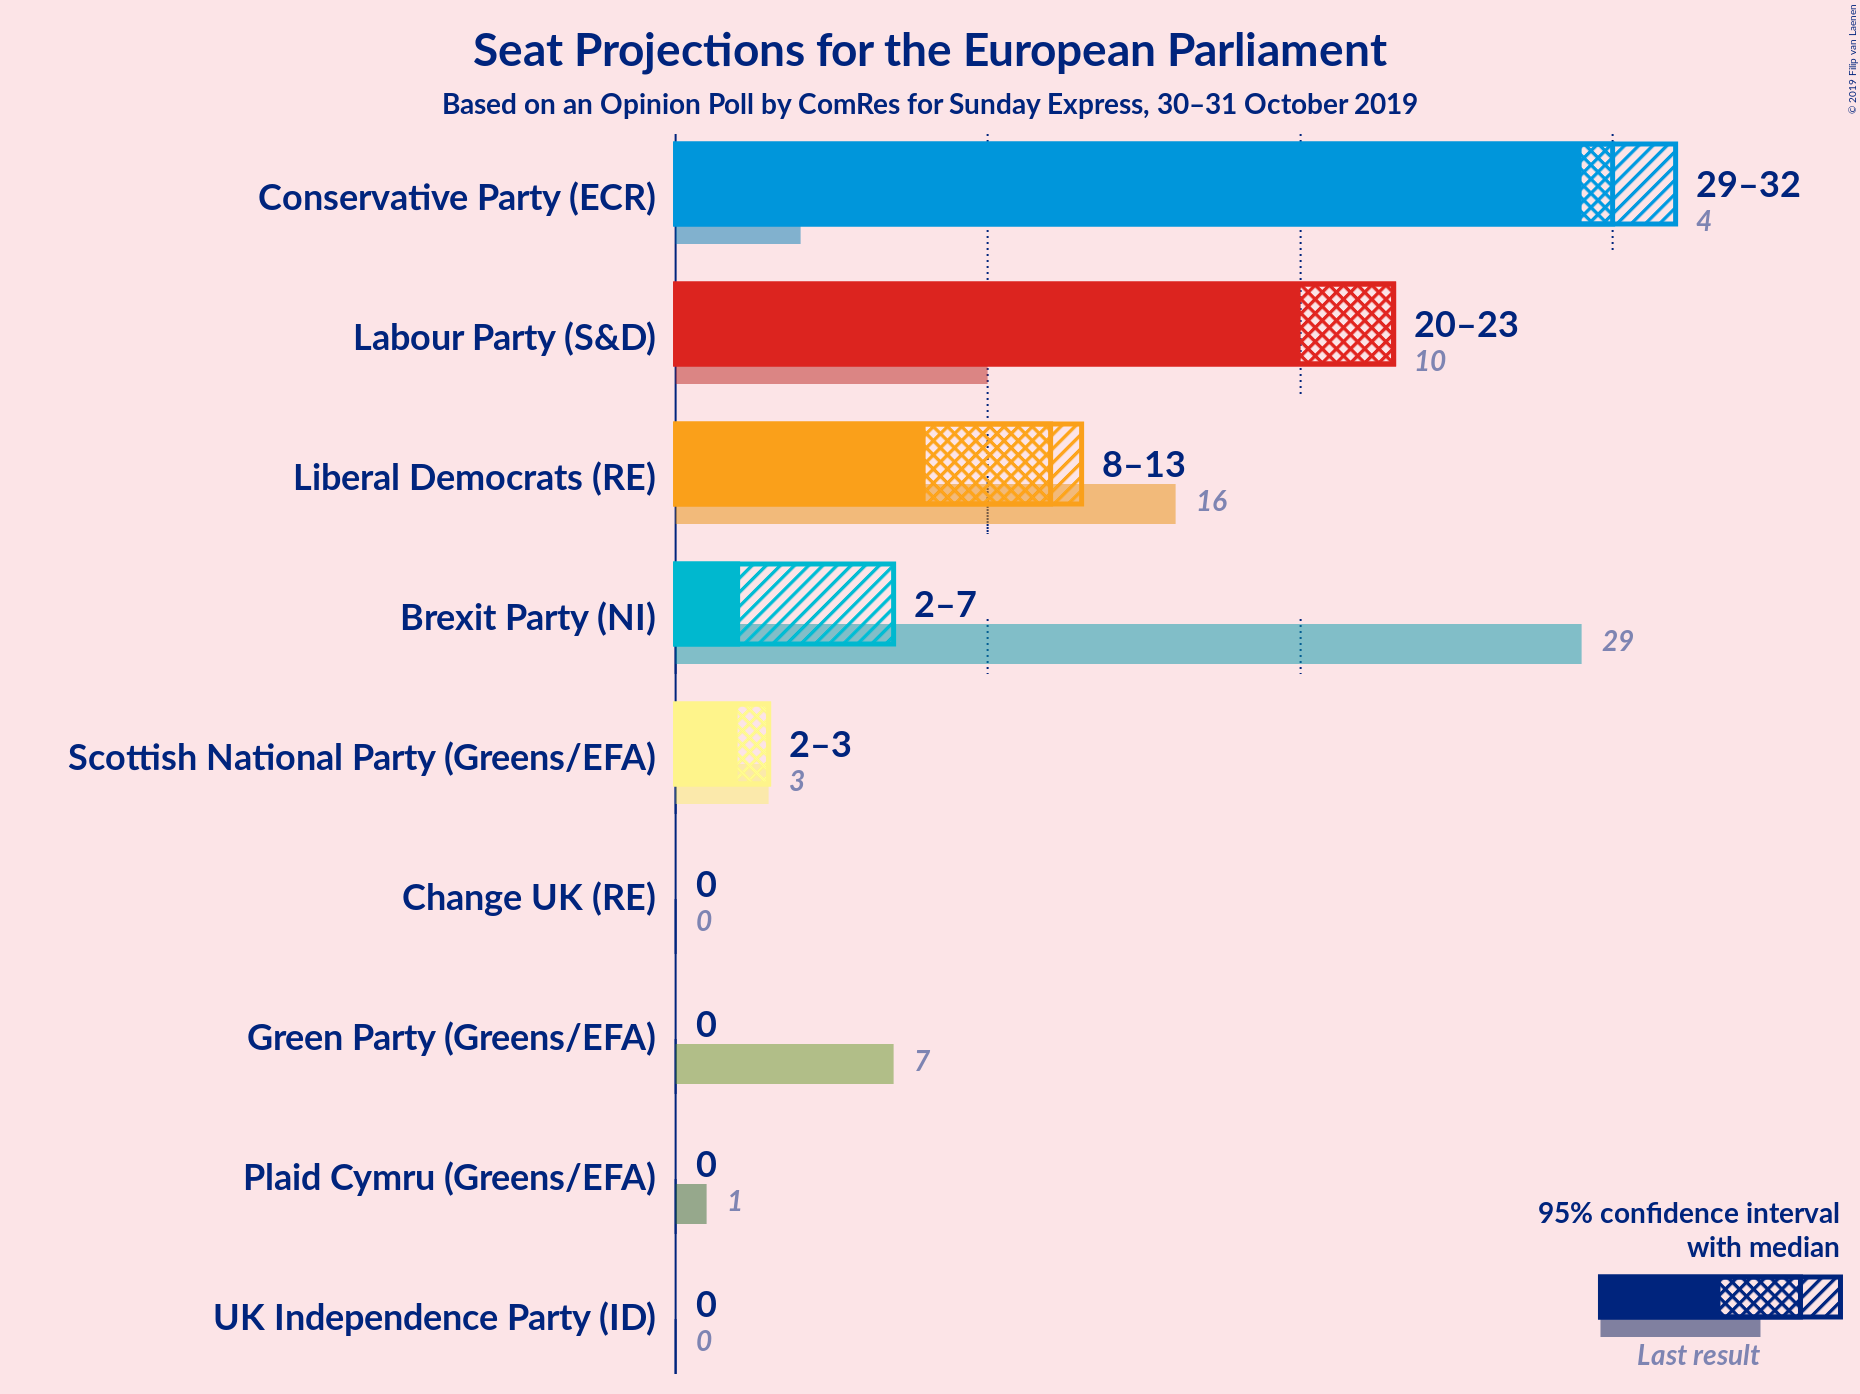 Seat Projections for the European Parliament
Based on an Opinion Poll by ComRes for Sunday Express, 30–31 October 2019
© 2019 Filip van Laenen
Conservative Party (ECR)
29–32
4
Labour Party (S&D)
20–23
10
Liberal Democrats (RE)
8–13
16
Brexit Party (NI)
2–7
29
Scottish National Party (Greens/EFA)
2–3
3
Change UK (RE)
0
0
Green Party (Greens/EFA)
0
7
Plaid Cymru (Greens/EFA)
0
1
UK Independence Party (ID)
0
0
95% confidence interval
with median
Last result